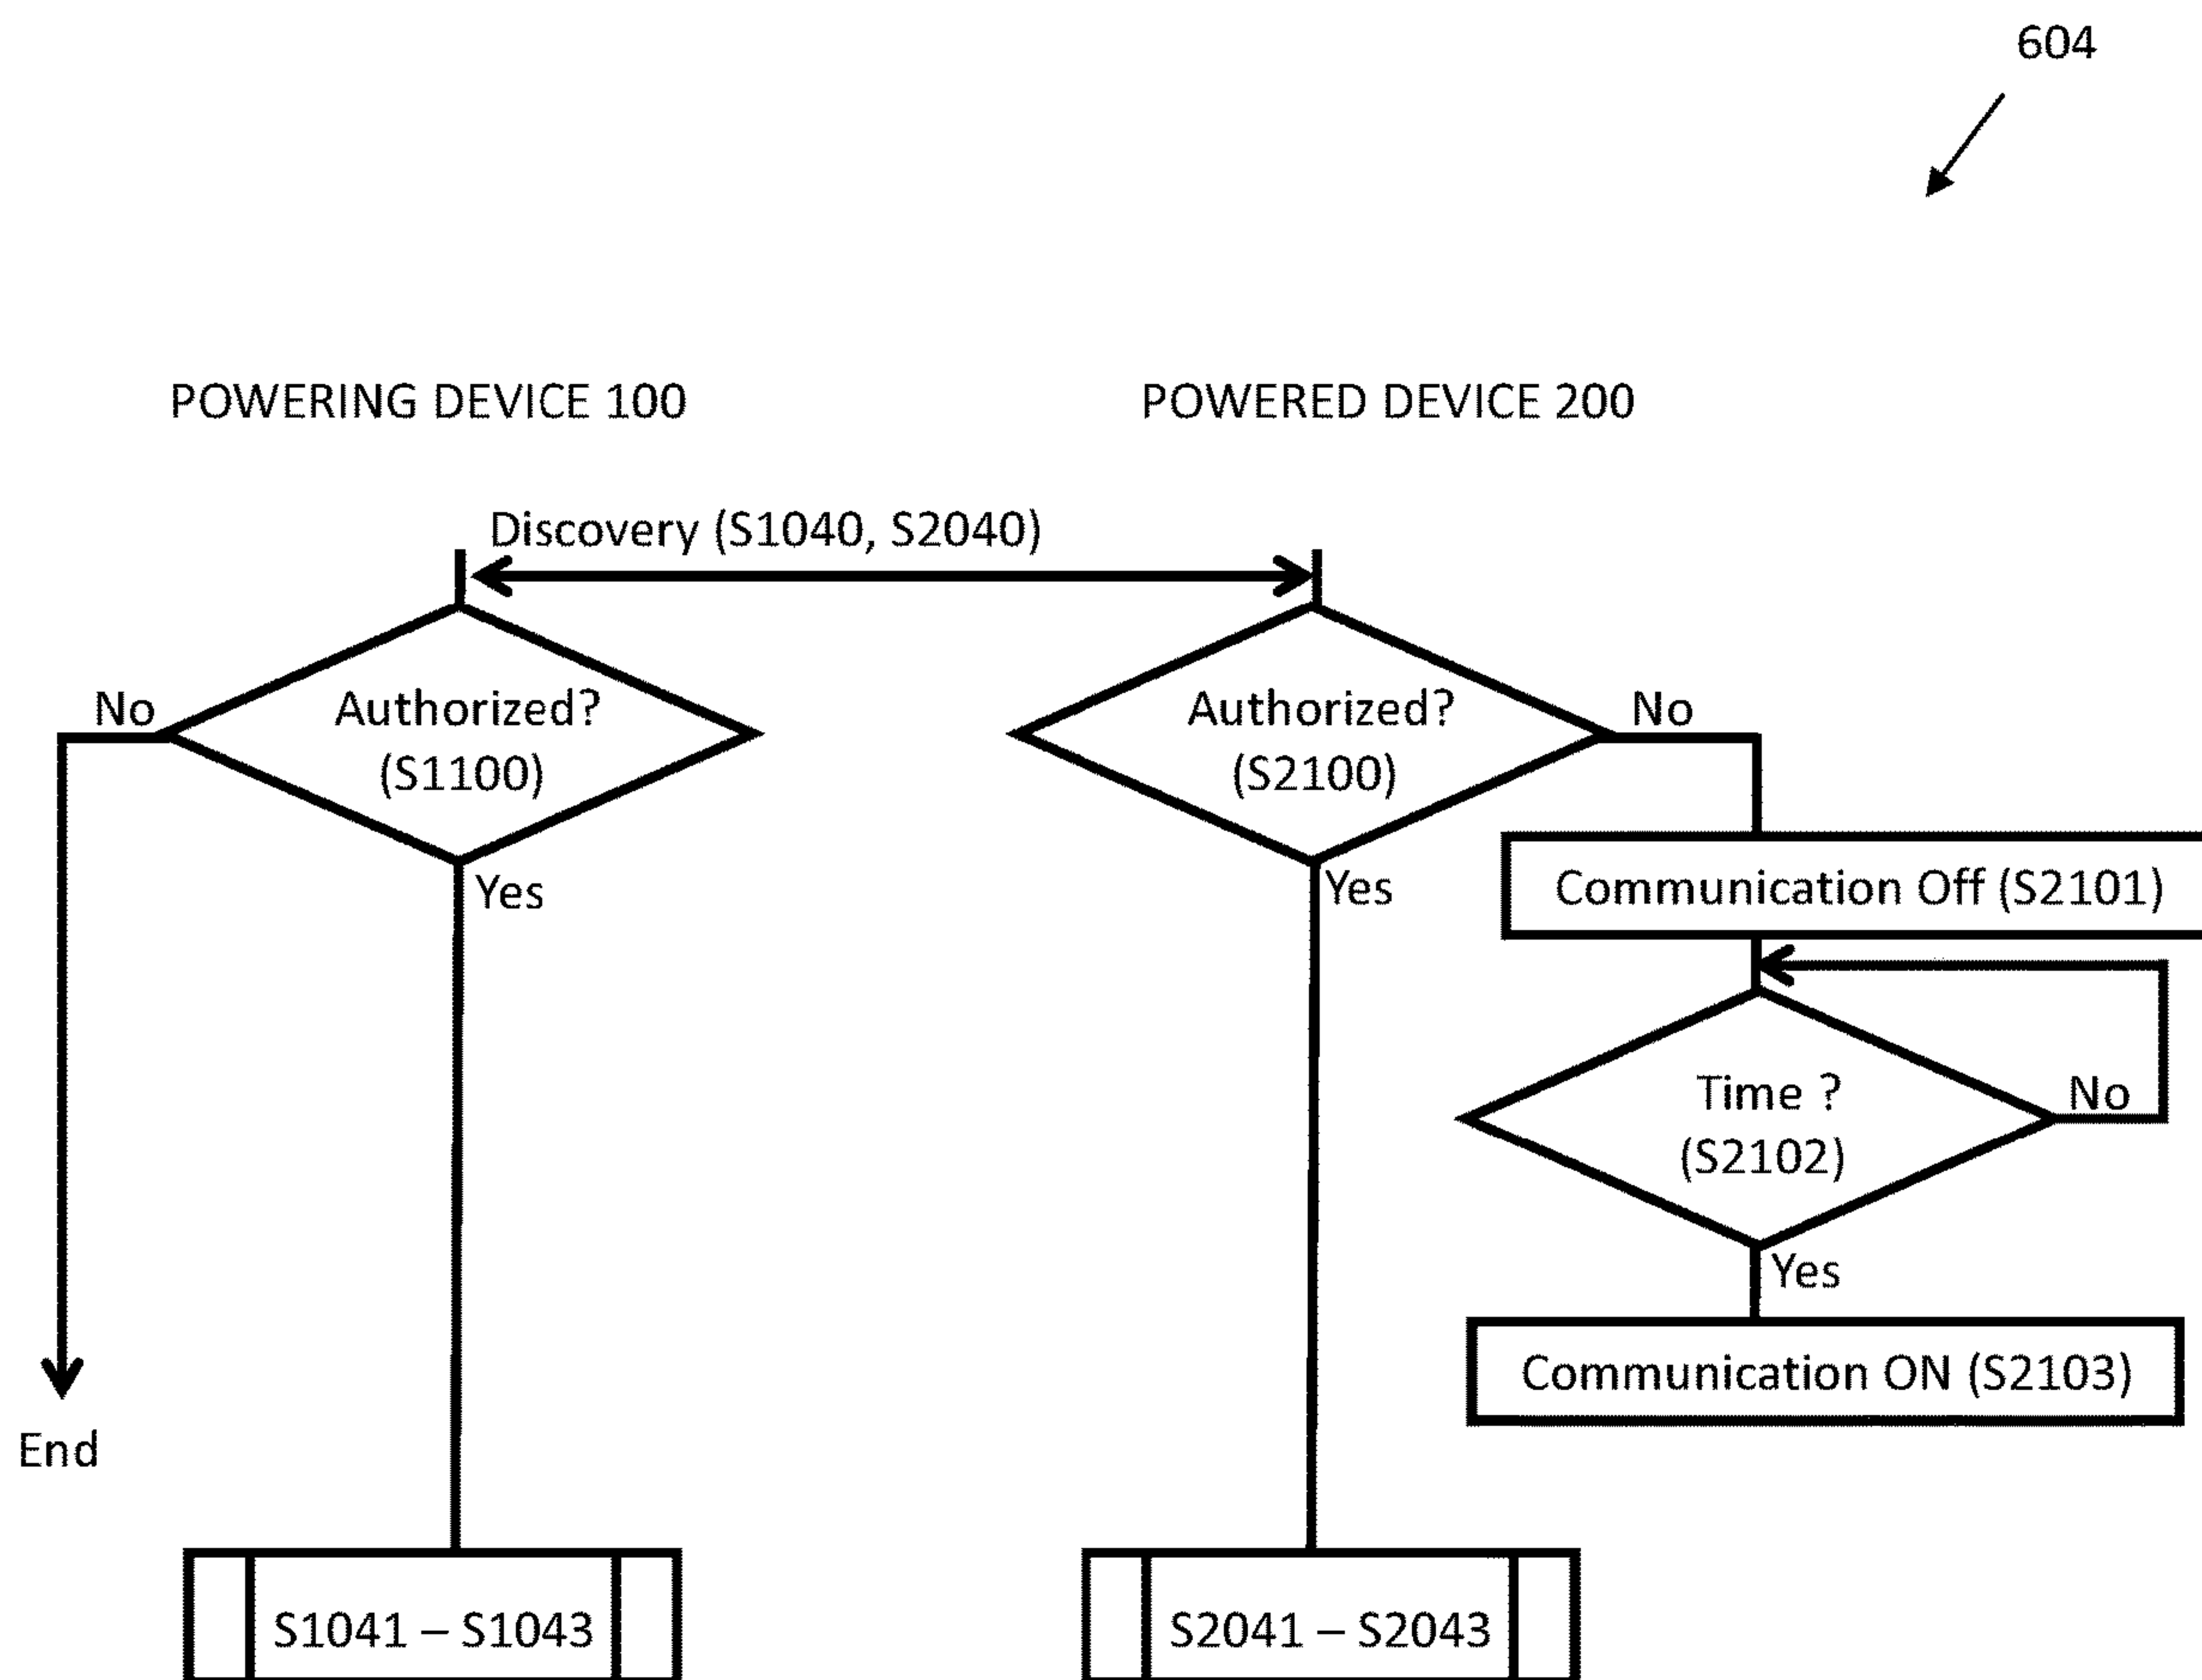 604
POWERING DEVICE 100
POWERED DEVICE 200
Discovery (S1040, S2040)
No
Authorized?
(S1100)
Yes
Authorized?
(S2100)
No
Yes
Communication Off (S2101)
Time ?
(S2102)
No
Yes
Communication ON (S2103)
End
S1041 – S1043
S2041 – S2043